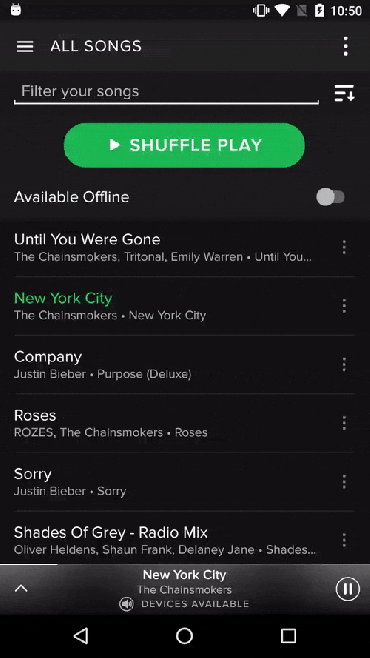 10:50
ALL SONGS
Filter your songs
SHUFFLE PLAY
Available Offline
Until You Were Gone
The Chainsmokers, Tritonal, Emily Warren • Until You...
New York City
The Chainsmokers • New York City
Company
Justin Bieber • Purpose (Deluxe)
Roses
ROZES, The Chainsmokers • Roses
Sorry
Justin Bieber • Sorry
Shades Of Grey - Radio Mix
Oliver Heldens, Shaun Frank, Delaney Jane • Shades...
New York City
The Chainsmokers
DEVICES AVAILABLE